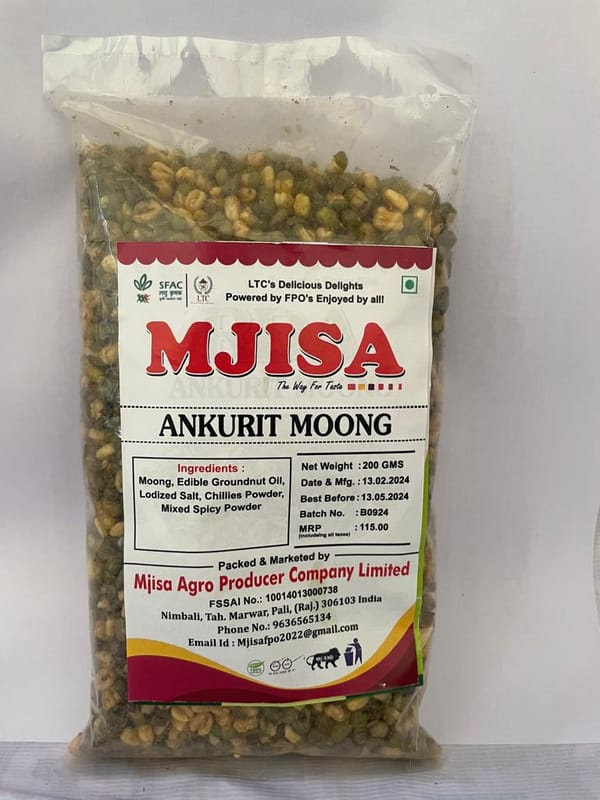 SFAC
लघु कृषक
LTC
LTC's Delicious Delights
Powered by FPO's Enjoyed by all!
MJISA
The Way For Taste
ANKURIT MOONG
Ingredients :
Moong, Edible Groundnut Oil,
Lodized Salt, Chillies Powder,
Mixed Spicy Powder
Net Weight : 200 GMS
Date & Mfg. : 13.02.2024
Best Before : 13.05.2024
Batch No. : B0924
MRP : 115.00
(includeing all taxes)
Packed & Marketed by
Mjisa Agro Producer Company Limited
FSSAI No.: 10014013000738
Nimbali, Tah. Marwar, Pali, (Raj.) 306103 India
Phone No.: 9636565134
Email Id : Mjisafpo2022@gmail.com